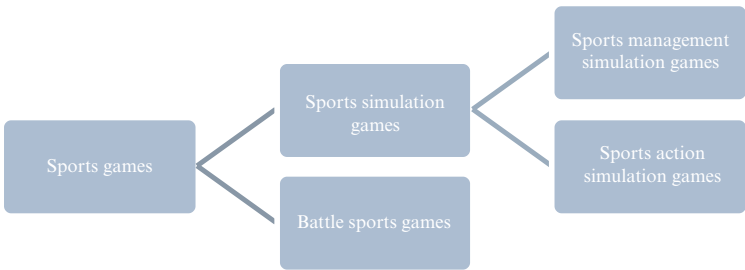 Sports games
Sports simulation
games
Battle sports games
Sports management
simulation games
Sports action
simulation games